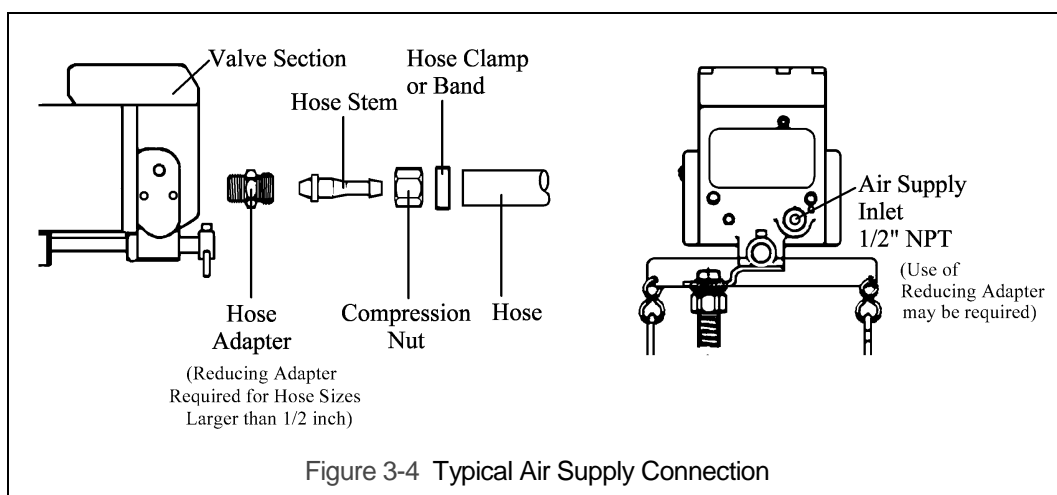 Valve Section
Hose Clamp
or Band
Hose Stem
Air Supply
Inlet
1/2" NPT
(Use of
Reducing Adapter
may be required)
Hose
Adapter
(Reducing Adapter
Required for Hose Sizes
Larger than 1/2 inch)
Compression
Nut
Hose
Figure 3-4 Typical Air Supply Connection